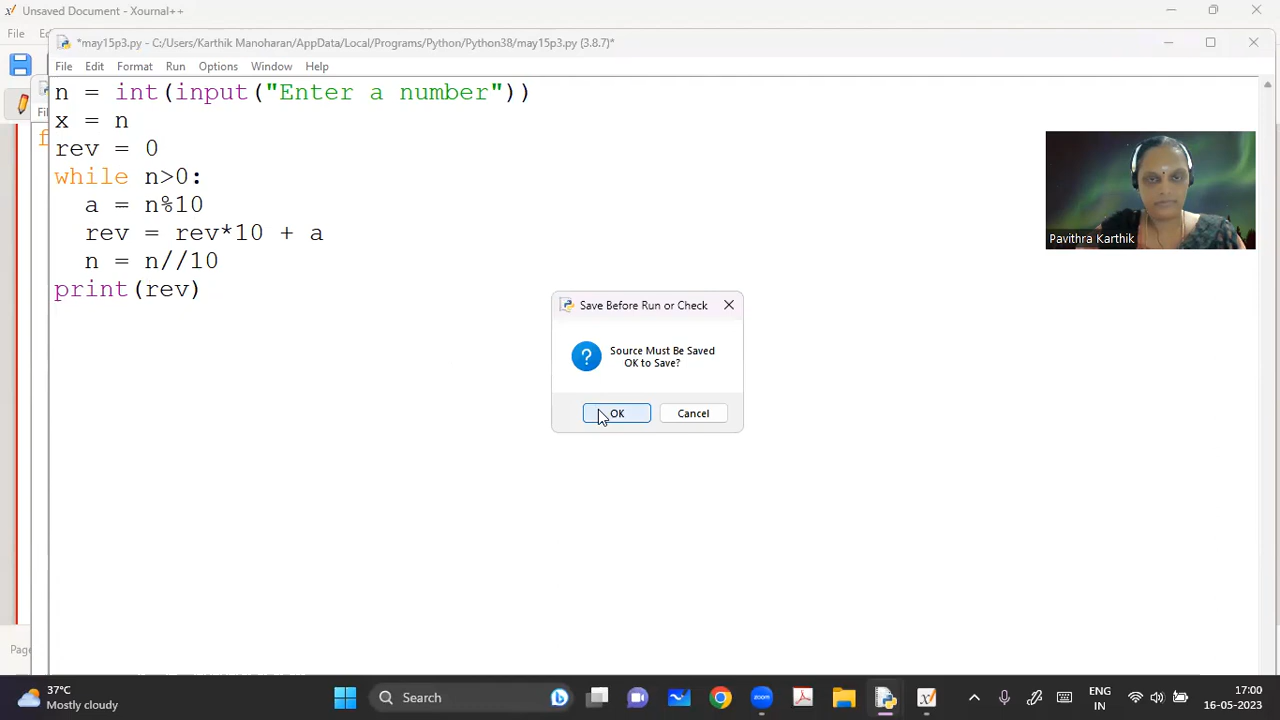 Unsaved Document - Xournal++
File
*may15p3.py - C:/Users/Karthik Manoharan/AppData/Local/Programs/Python/Python38/may15p3.py (3.8.7)*
File Edit Format Run Options Window Help
n = int(input("Enter a number"))
x = n
rev = 0
while n>0:
a = n%10
rev = rev*10 + a
n = n//10
print(rev)
Pavithra Karthik
Save Before Run or Check
Source Must Be Saved
OK to Save?
OK Cancel
37°C
Mostly cloudy
Search
zoom
ENG
IN
17:00
16-05-2023